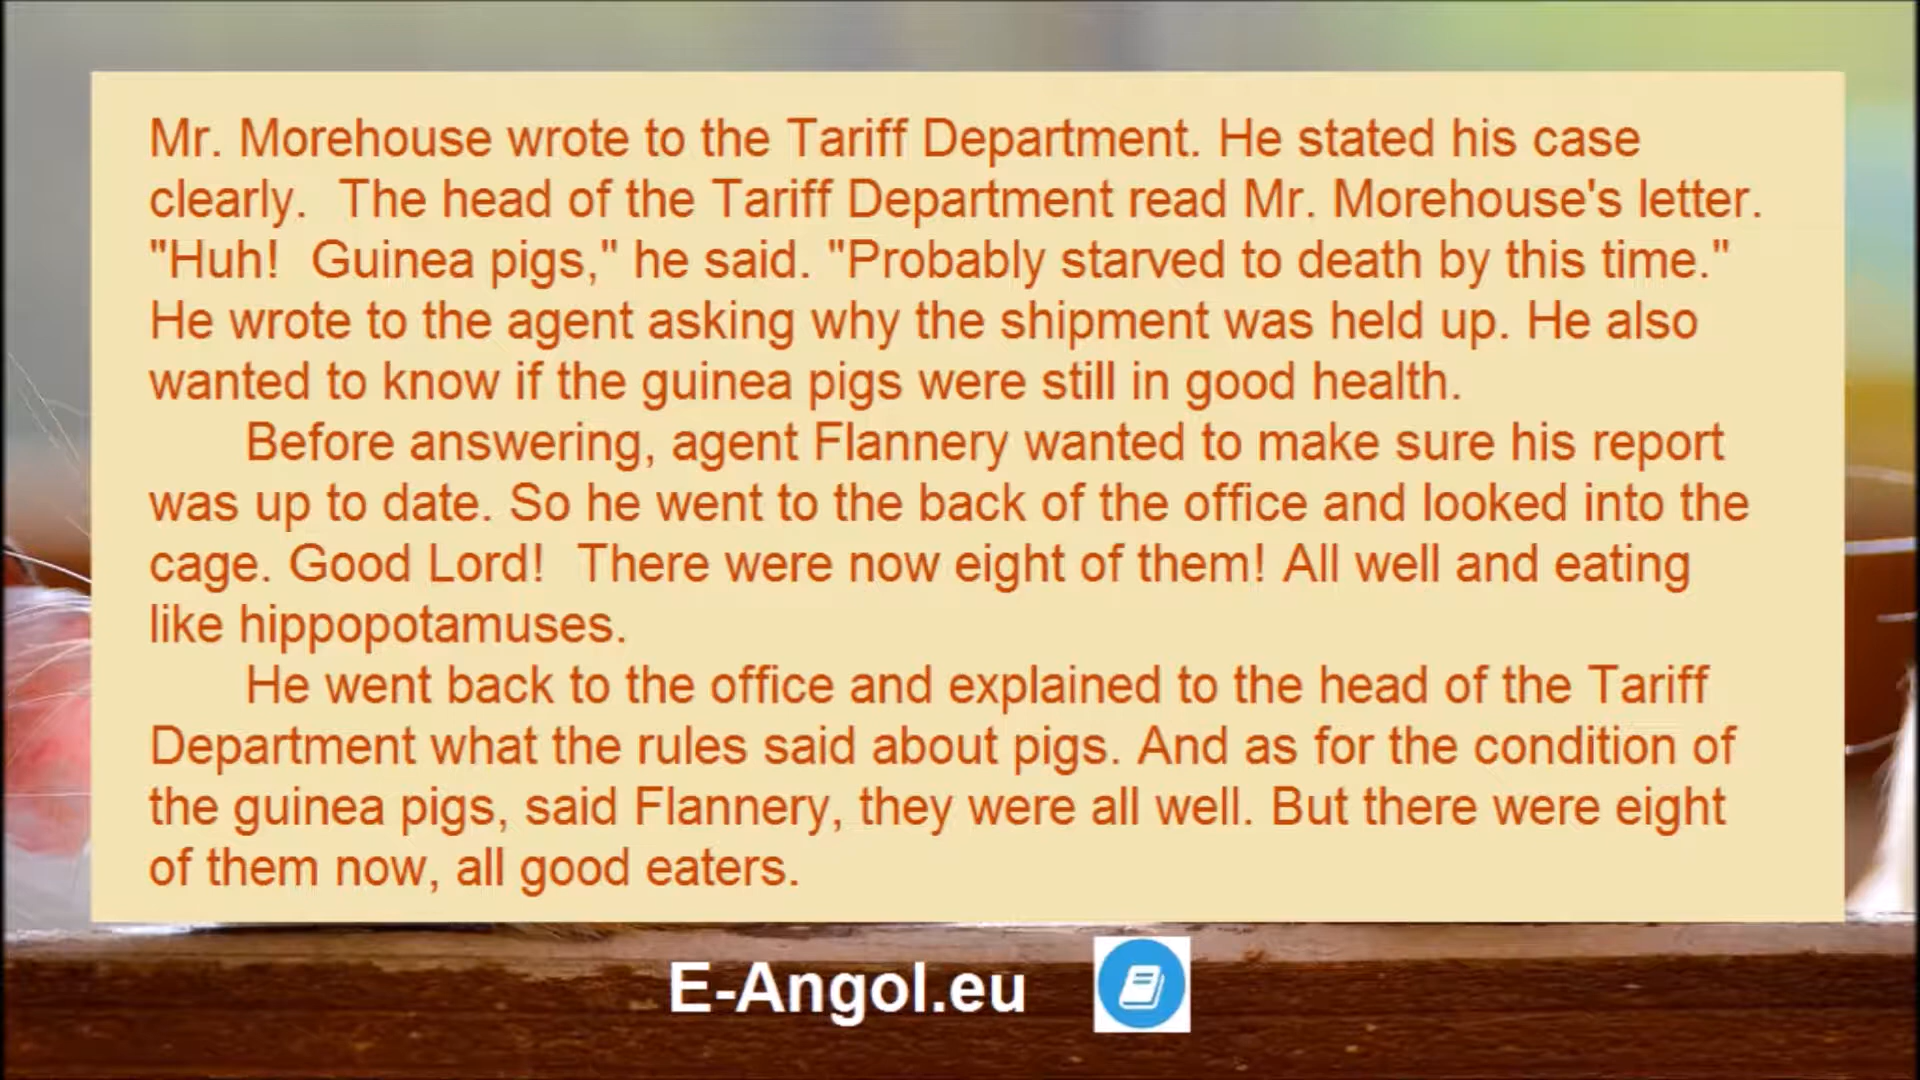 Mr. Morehouse wrote to the Tariff Department. He stated his case
clearly.  The head of the Tariff Department read Mr. Morehouse's letter.
"Huh!  Guinea pigs," he said. "Probably starved to death by this time."
He wrote to the agent asking why the shipment was held up. He also
wanted to know if the guinea pigs were still in good health.
Before answering, agent Flannery wanted to make sure his report
was up to date. So he went to the back of the office and looked into the
cage. Good Lord!  There were now eight of them! All well and eating
like hippopotamuses.
He went back to the office and explained to the head of the Tariff
Department what the rules said about pigs. And as for the condition of
the guinea pigs, said Flannery, they were all well. But there were eight
of them now, all good eaters.
E-Angol.eu